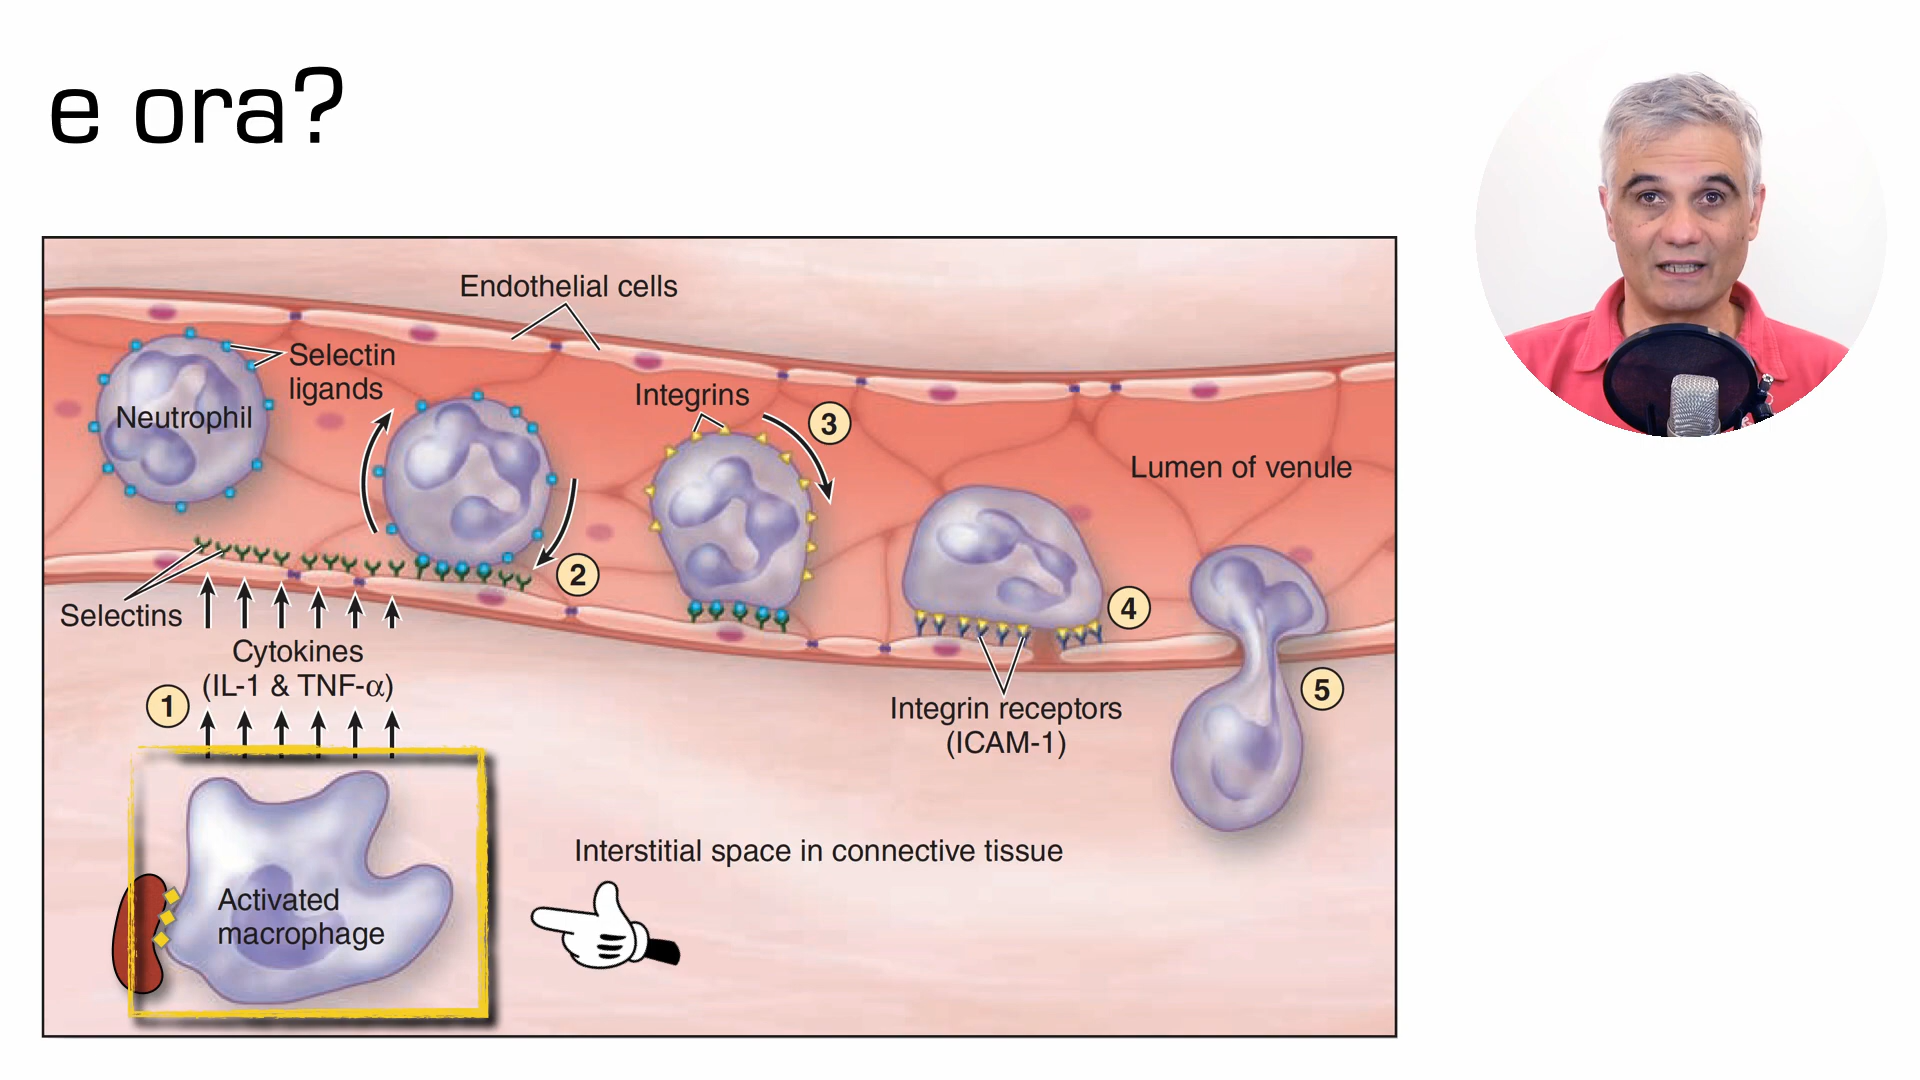 e ora?
Endothelial cells
Selectin
ligands
Integrins
3
Neutrophil
Lumen of venule
2
4
Selectins
Cytokines
(IL-1 & TNF-α)
1
Integrin receptors
(ICAM-1)
5
Interstitial space in connective tissue
Activated
macrophage